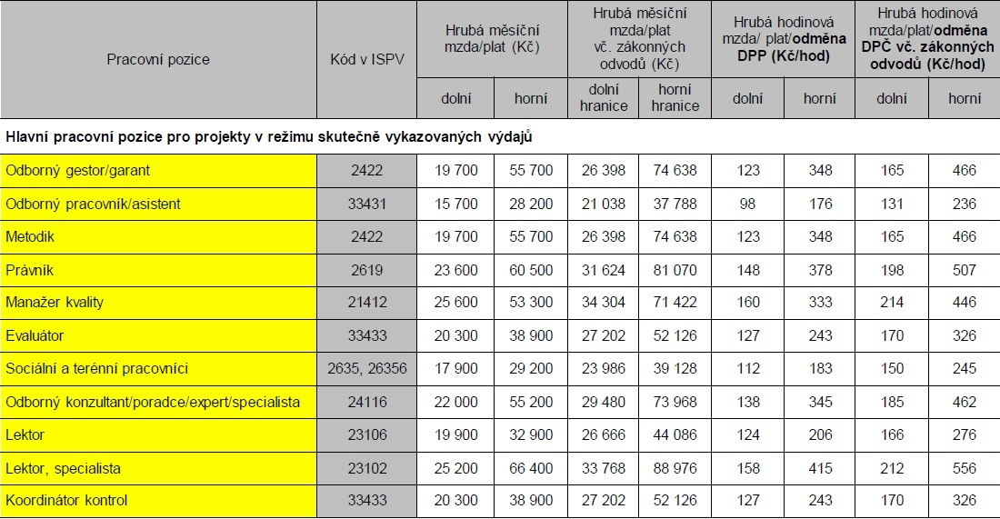 Pracovní pozice Kód v ISPV Hrubá měsíční mzda/plat (Kč) Hrubá měsíční mzda/plat vč. zákonných odvodů (Kč) Hrubá hodinová mzda/ plat/odměna DPP (Kč/hod) Hrubá hodinová mzda/plat/odměna DPČ vč. zákonných odvodů (Kč/hod)
dolní horní dolní hranice horní hranice dolní horní dolní horní
Hlavní pracovní pozice pro projekty v režimu skutečně vykazovaných výdajů
Odborný gestor/garant 2422 19 700 55 700 26 398 74 638 123 348 165 466
Odborný pracovník/asistent 33431 15 700 28 200 21 038 37 788 98 176 131 236
Metodik 2422 19 700 55 700 26 398 74 638 123 348 165 466
Právník 2619 23 600 60 500 31 624 81 070 148 378 198 507
Manažer kvality 21412 25 600 53 300 34 304 71 422 160 333 214 446
Evaluátor 33433 20 300 38 900 27 202 52 126 127 243 170 326
Sociální a terénní pracovníci 2635, 26356 17 900 29 200 23 986 39 128 112 183 150 245
Odborný konzultant/poradce/expert/specialista 24116 22 000 55 200 29 480 73 968 138 345 185 462
Lektor 23106 19 900 32 900 26 666 44 086 124 206 166 276
Lektor, specialista 23102 25 200 66 400 33 768 88 976 158 415 212 556
Koordinátor kontrol 33433 20 300 38 900 27 202 52 126 127 243 170 326